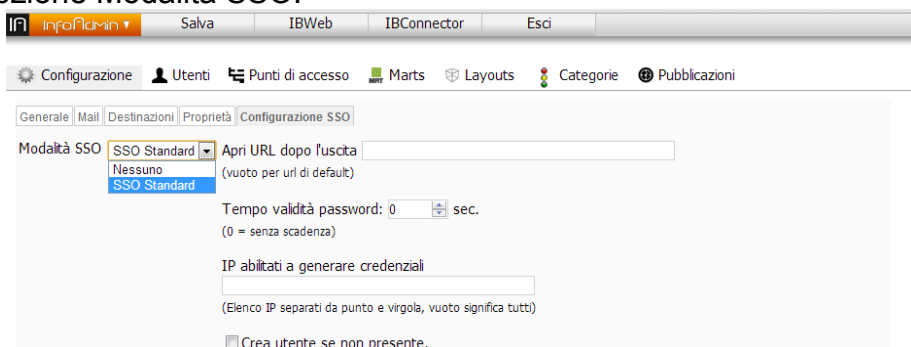 zione Modalità SSO.
IA InfoAdmin Salva IBWeb IBConnector Esci
Configurazione Utenti Punti di accesso MRT Marts Layouts Categorie Pubblicazioni
Generale Mail Destinazioni Proprietà Configurazione SSO
Modalità SSO SSO Standard Apri URL dopo l'uscita
Nessuno (vuoto per url di default)
SSO Standard
Tempo validità password: 0 sec.
(0 = senza scadenza)
IP abilitati a generare credenziali
(Elenco IP separati da punto e virgola, vuoto significa tutti)
Crea utente se non presente.